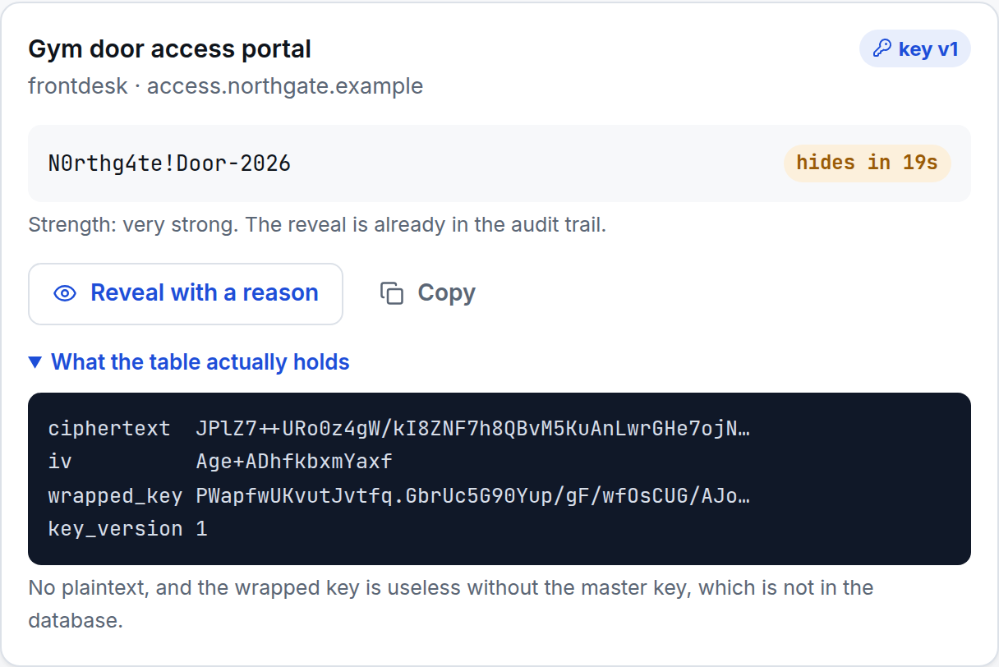 Gym door access portal
key v1
frontdesk · access.northgate.example
N0rthg4te!Door-2026
hides in 19s
Strength: very strong. The reveal is already in the audit trail.
Reveal with a reason
Copy
What the table actually holds
ciphertext JPlZ7++URo0z4gW/kI8ZNF7h8QBvM5KuAnLwrGHe7ojN…
iv Age+ADhfkbxmYaxf
wrapped_key PWapfwUKvutJvtfq.GbrUc5G90Yup/gF/wfOsCUG/AJo…
key_version 1
No plaintext, and the wrapped key is useless without the master key, which is not in the
database.